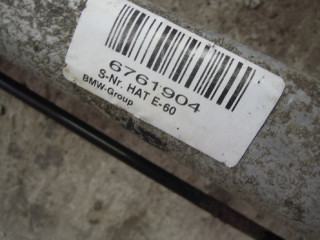 6761904
S-Nr. HAT E-60
BMW-Group